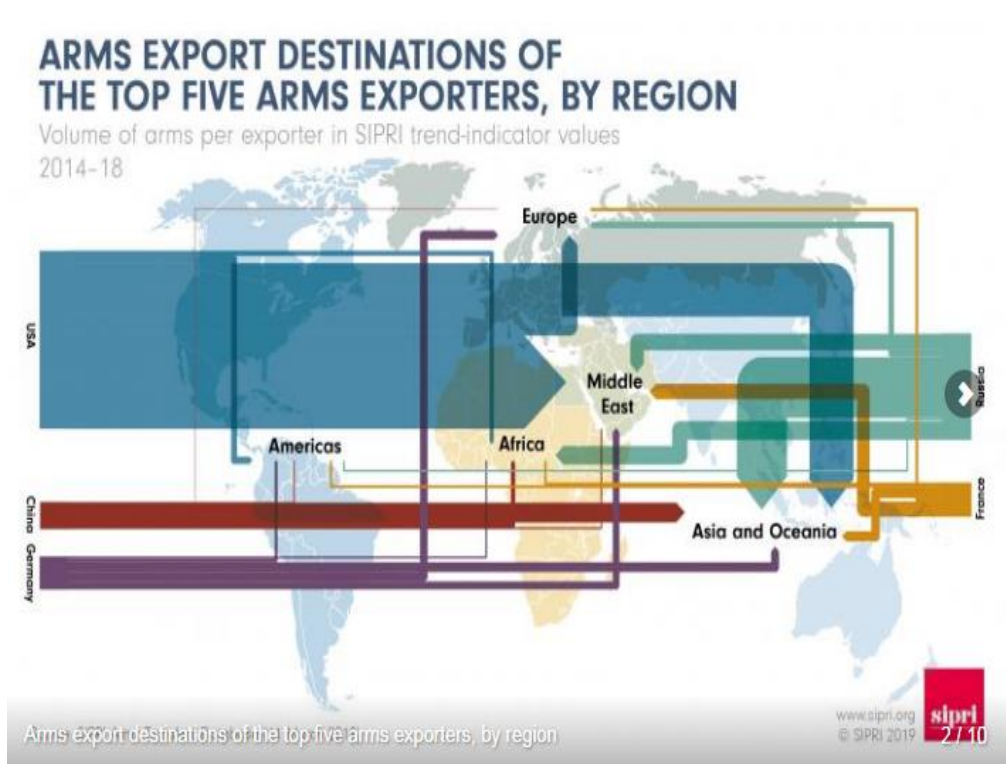 ARMS EXPORT DESTINATIONS OF
THE TOP FIVE ARMS EXPORTERS, BY REGION
Volume of arms per exporter in SIPRI trend-indicator values
2014–18
Europe
USA
Middle
East
Russia
Americas
Africa
China
France
Asia and Oceania
Germany
www.sipri.org
© SIPRI 2019
sipri
Arms export destinations of the top five arms exporters, by region
2 / 10